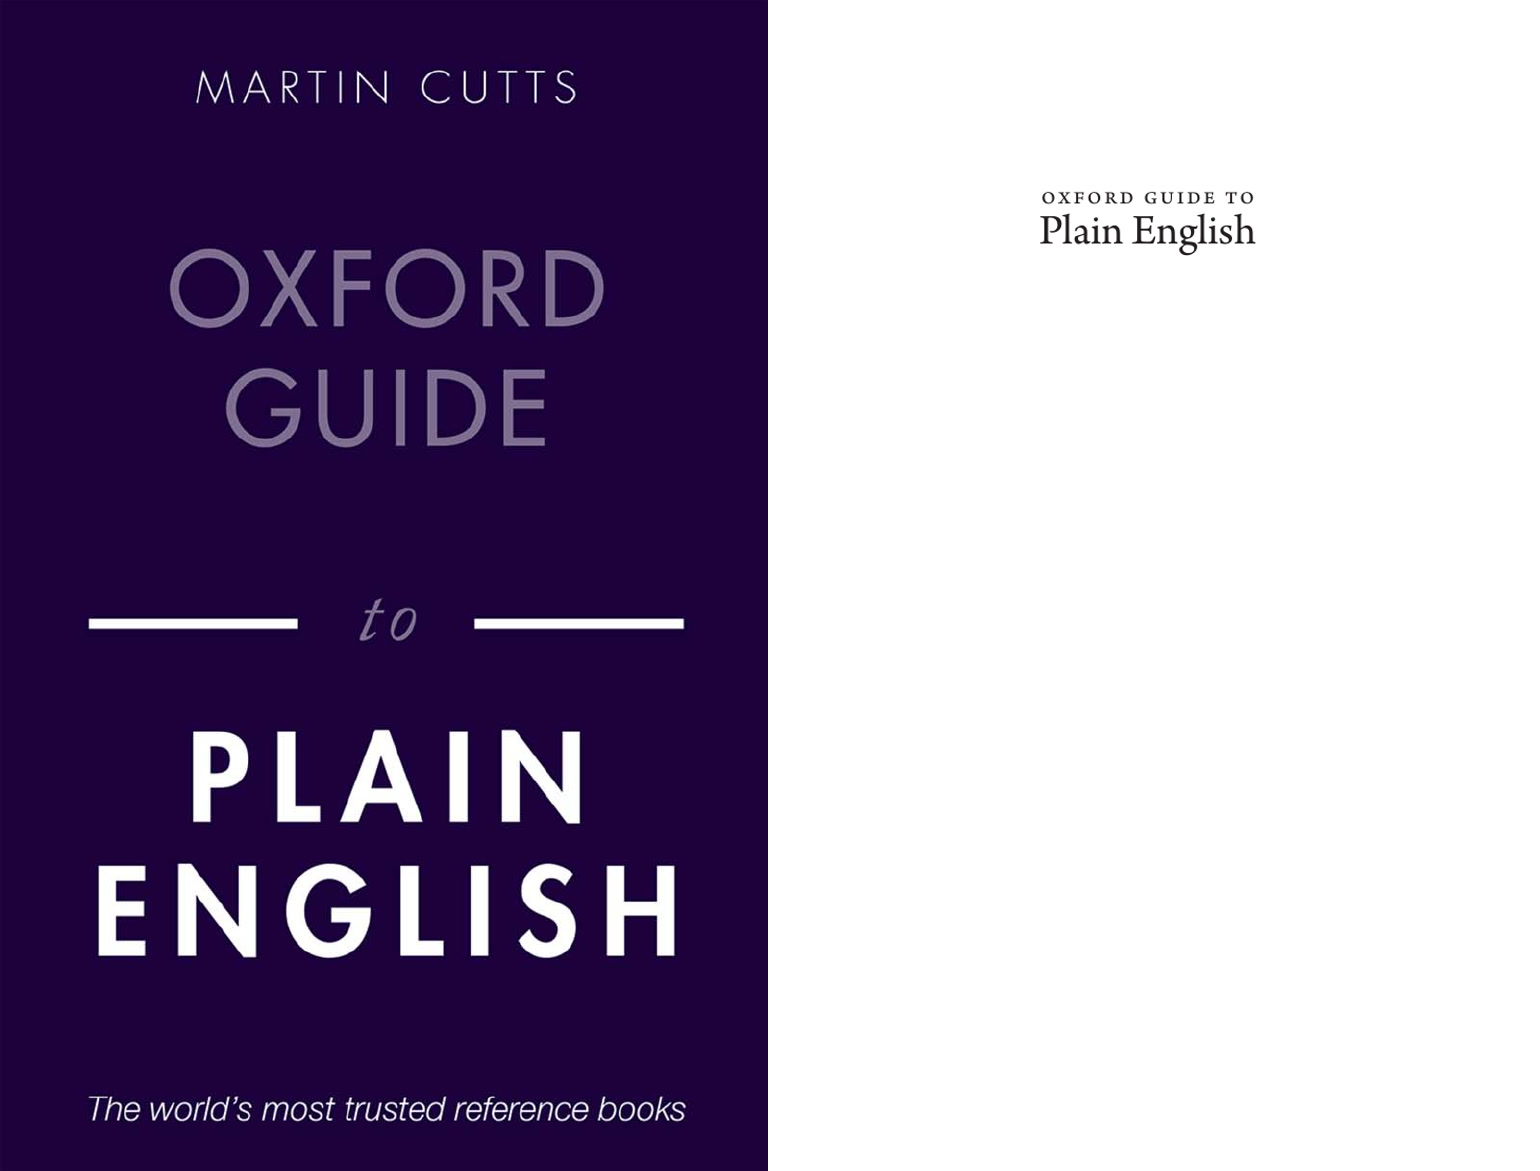 MARTIN CUTTS
OXFORD
GUIDE
to
PLAIN
ENGLISH
The world's most trusted reference books
OXFORD GUIDE TO
Plain English